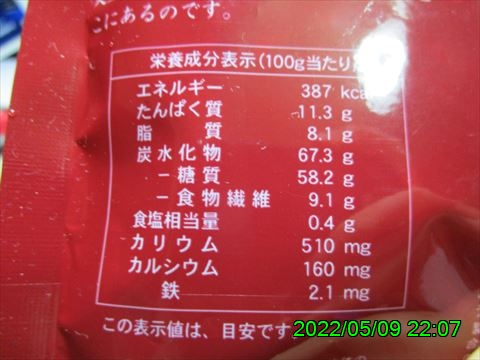 こにあるのです。
栄養成分表示(100g当たり)
エネルギー 387 kcal
たんぱく質 11.3 g
脂質 8.1 g
炭水化物 67.3 g
－糖質 58.2 g
－食物繊維 9.1 g
食塩相当量 0.4 g
カリウム 510 mg
カルシウム 160 mg
鉄 2.1 mg
この表示値は、目安です
2022/05/09 22:07